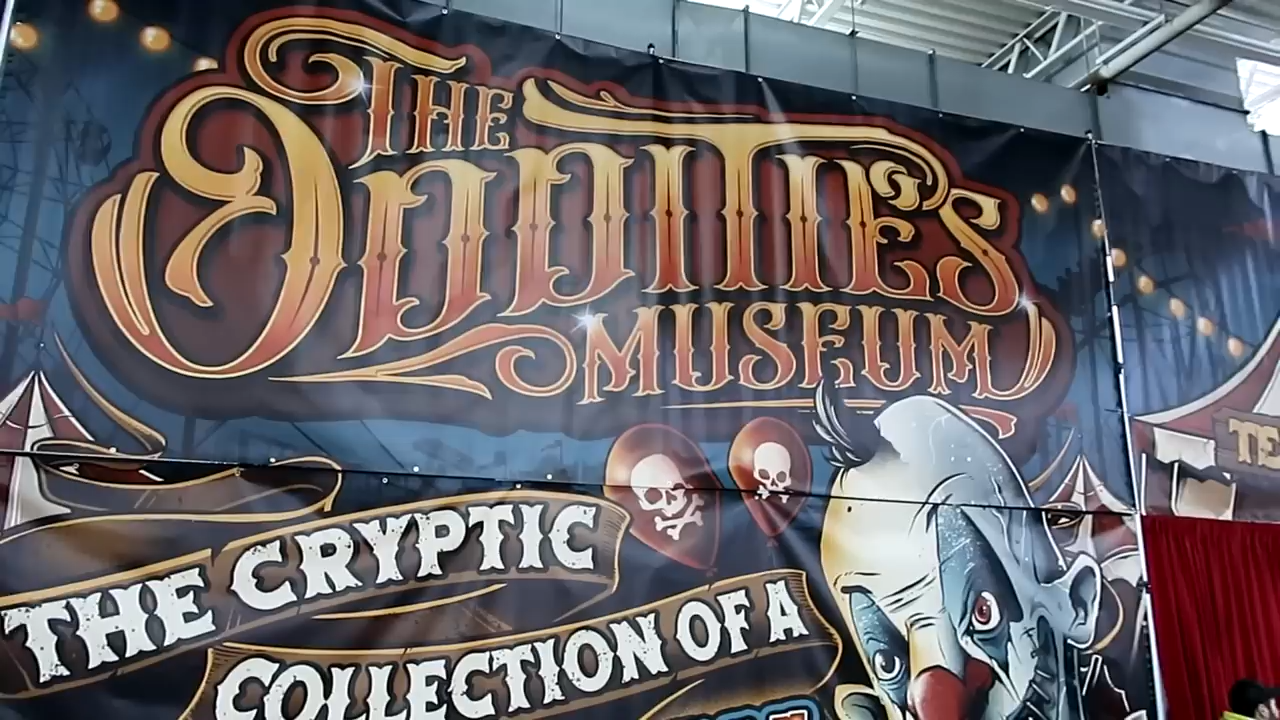 THE
ODDITIES
MUSEUM
THE CRYPTIC
COLLECTION OF A